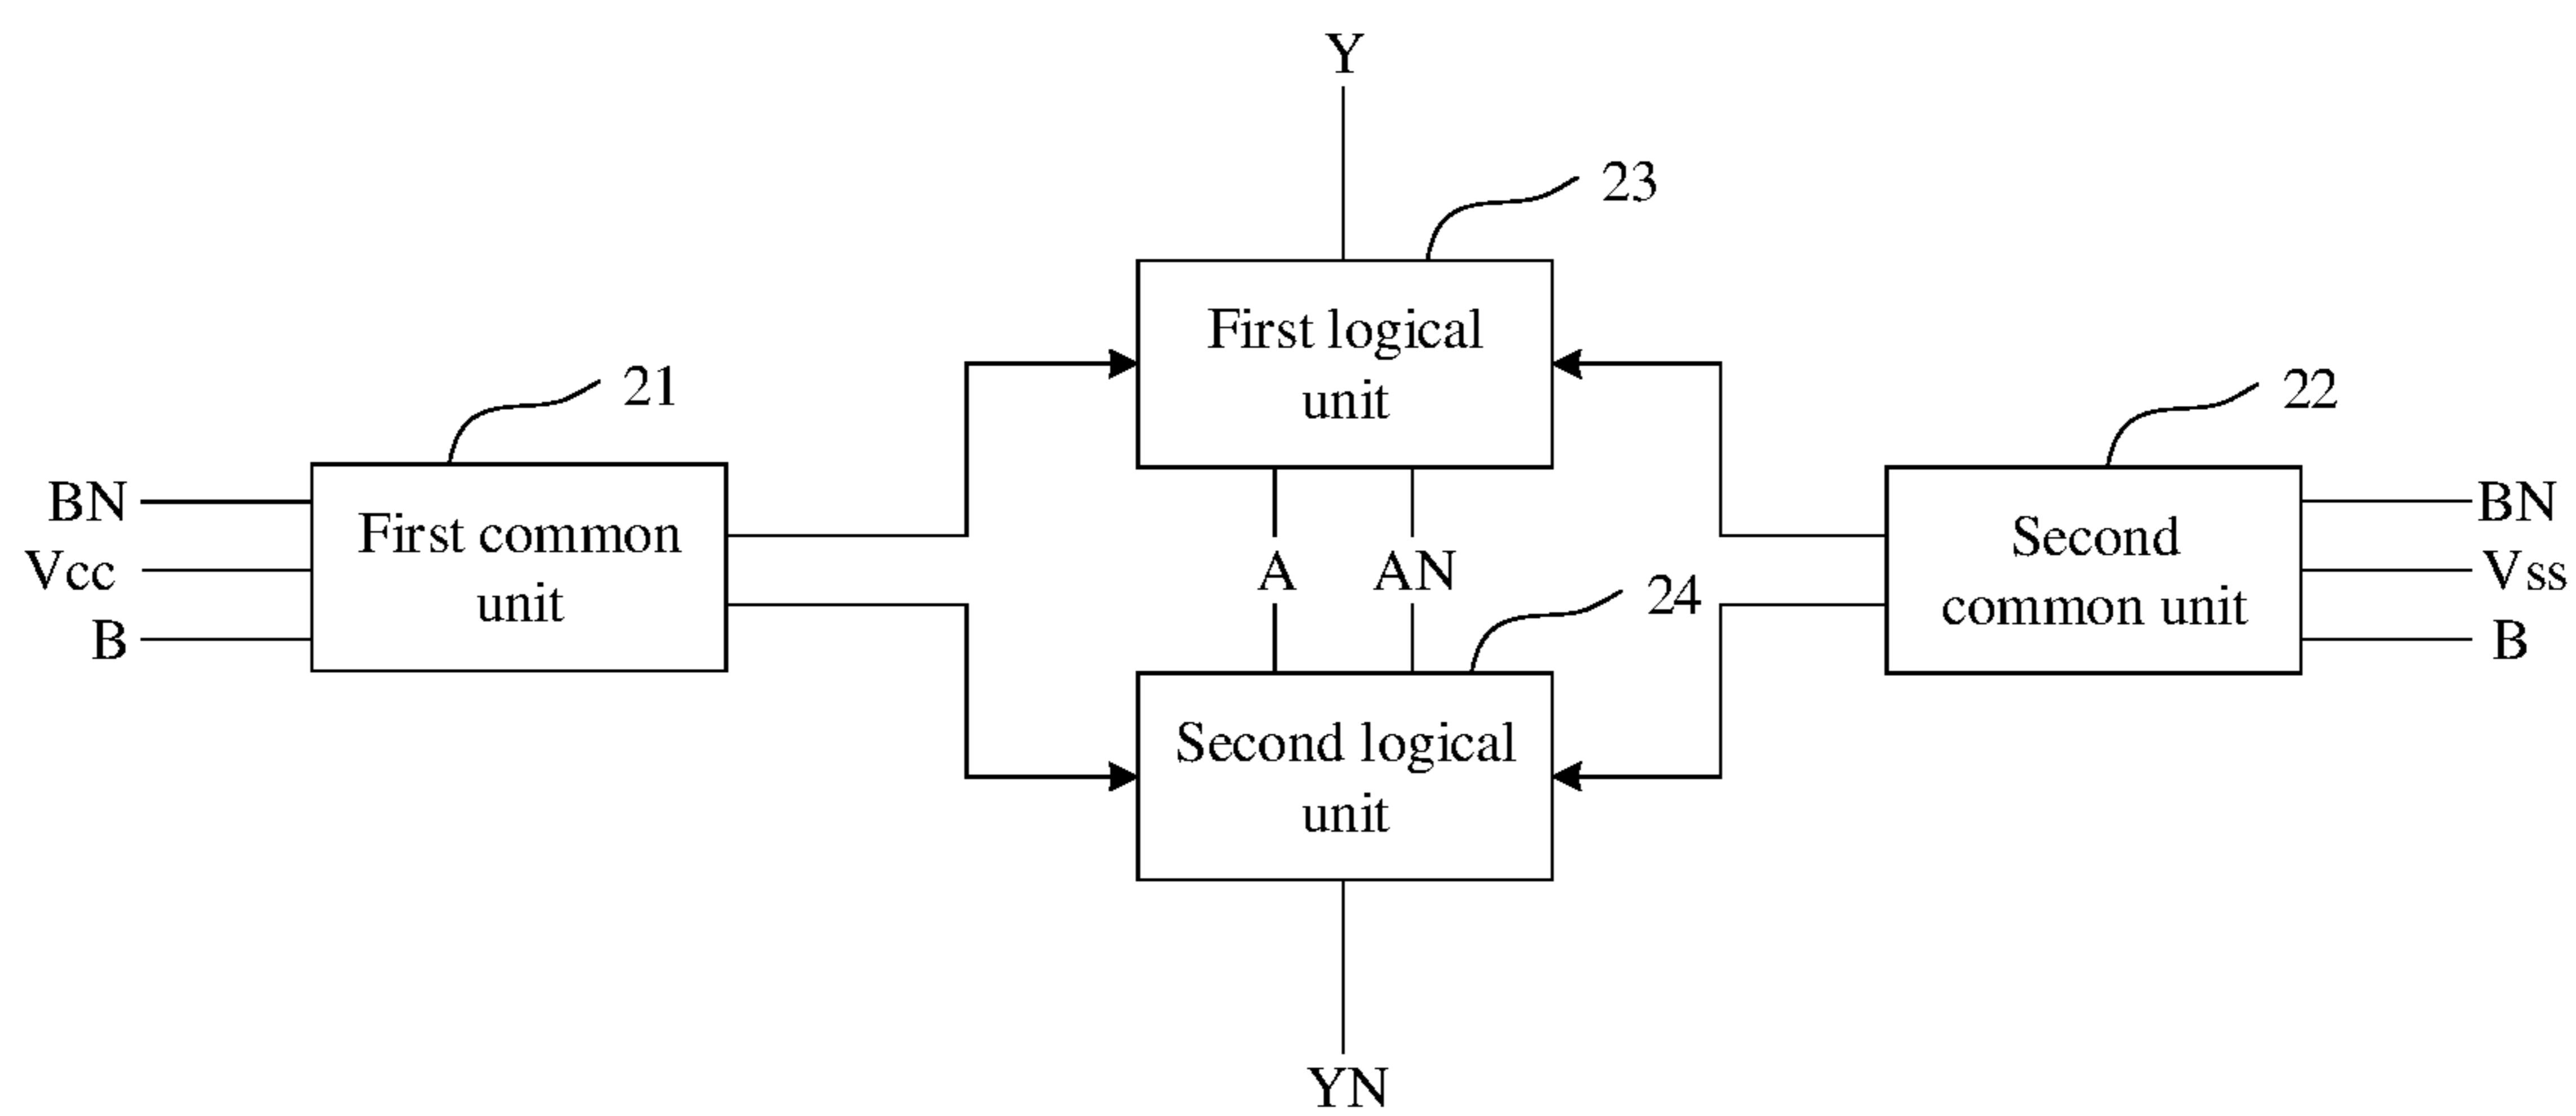 Y
23
First logical
unit
21
22
BN
Vcc
B
First common
unit
A
AN
Second
common unit
BN
Vss
B
24
Second logical
unit
YN